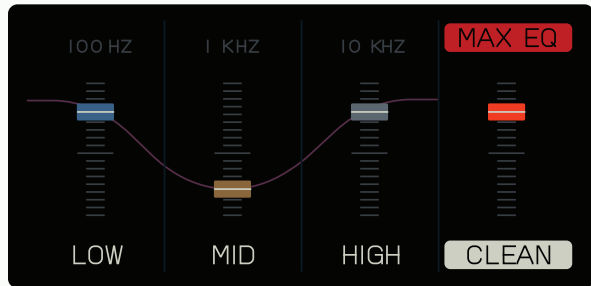 100 HZ
1 KHZ
10 KHZ
MAX EQ
LOW
MID
HIGH
CLEAN